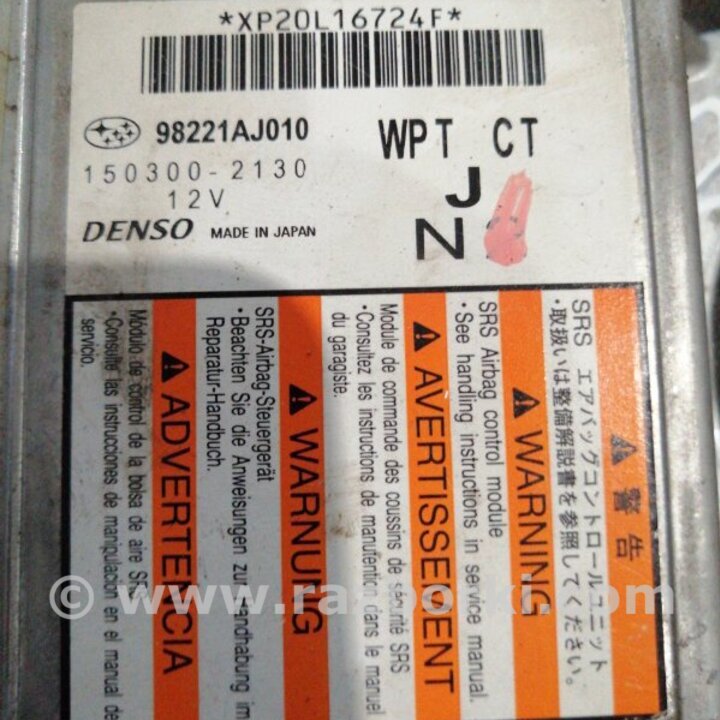 *XP20L16724F*
98221AJ010
WPT CT
150300-2130
J
12V
N
DENSO MADE IN JAPAN
警告
SRS エアバッグコントロールユニット
・取扱いは整備解説書を参照してください。
WARNING
SRS Airbag control module
• See handling instructions in service manual.
AVERTISSEMENT
Module de commande des coussins de sécurité SRS
• Consultez les instructions de manutention dans le manuel
du garagiste.
WARNUNG
SRS-Airbag-Steuergerät
• Beachten Sie die Anweisungen zur Handhabung im
Reparatur-Handbuch.
ADVERTENCIA
Módulo de control de la bolsa de aire SRS
• Consulte las instrucciones de manipulación en el manual de
servicio.